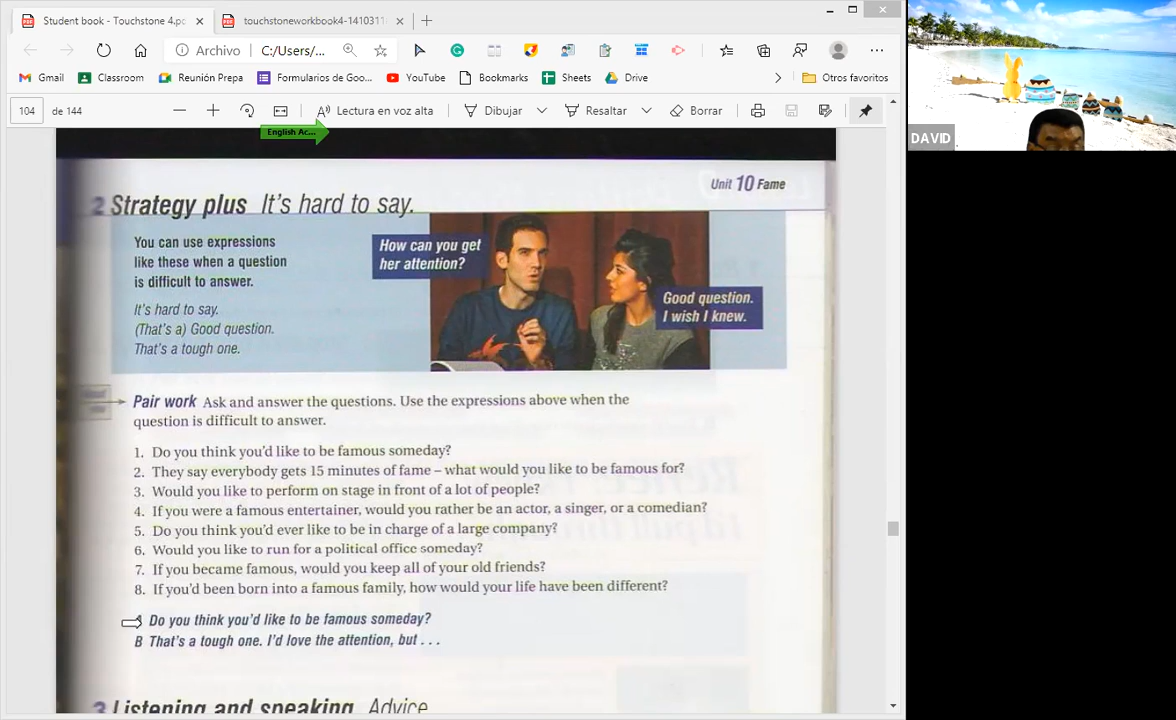 Student book - Touchstone 4.pc
touchstoneworkbook4-1410311
Archivo
C:/Users/...
Gmail
Classroom
Reunión Prepa
Formularios de Goo...
YouTube
Bookmarks
Sheets
Drive
Otros favoritos
104
de 144
Lectura en voz alta
Dibujar
Resaltar
Borrar
English Ac...
DAVID
Unit 10 Fame
2 Strategy plus It's hard to say.
You can use expressions
like these when a question
is difficult to answer.
It's hard to say.
(That's a) Good question.
That's a tough one.
How can you get
her attention?
Good question.
I wish I knew.
Pair work Ask and answer the questions. Use the expressions above when the
question is difficult to answer.
1. Do you think you'd like to be famous someday?
2. They say everybody gets 15 minutes of fame – what would you like to be famous for?
3. Would you like to perform on stage in front of a lot of people?
4. If you were a famous entertainer, would you rather be an actor, a singer, or a comedian?
5. Do you think you'd ever like to be in charge of a large company?
6. Would you like to run for a political office someday?
7. If you became famous, would you keep all of your old friends?
8. If you'd been born into a famous family, how would your life have been different?
Do you think you'd like to be famous someday?
B That's a tough one. I'd love the attention, but . . .
3 Listening and speaking Advice